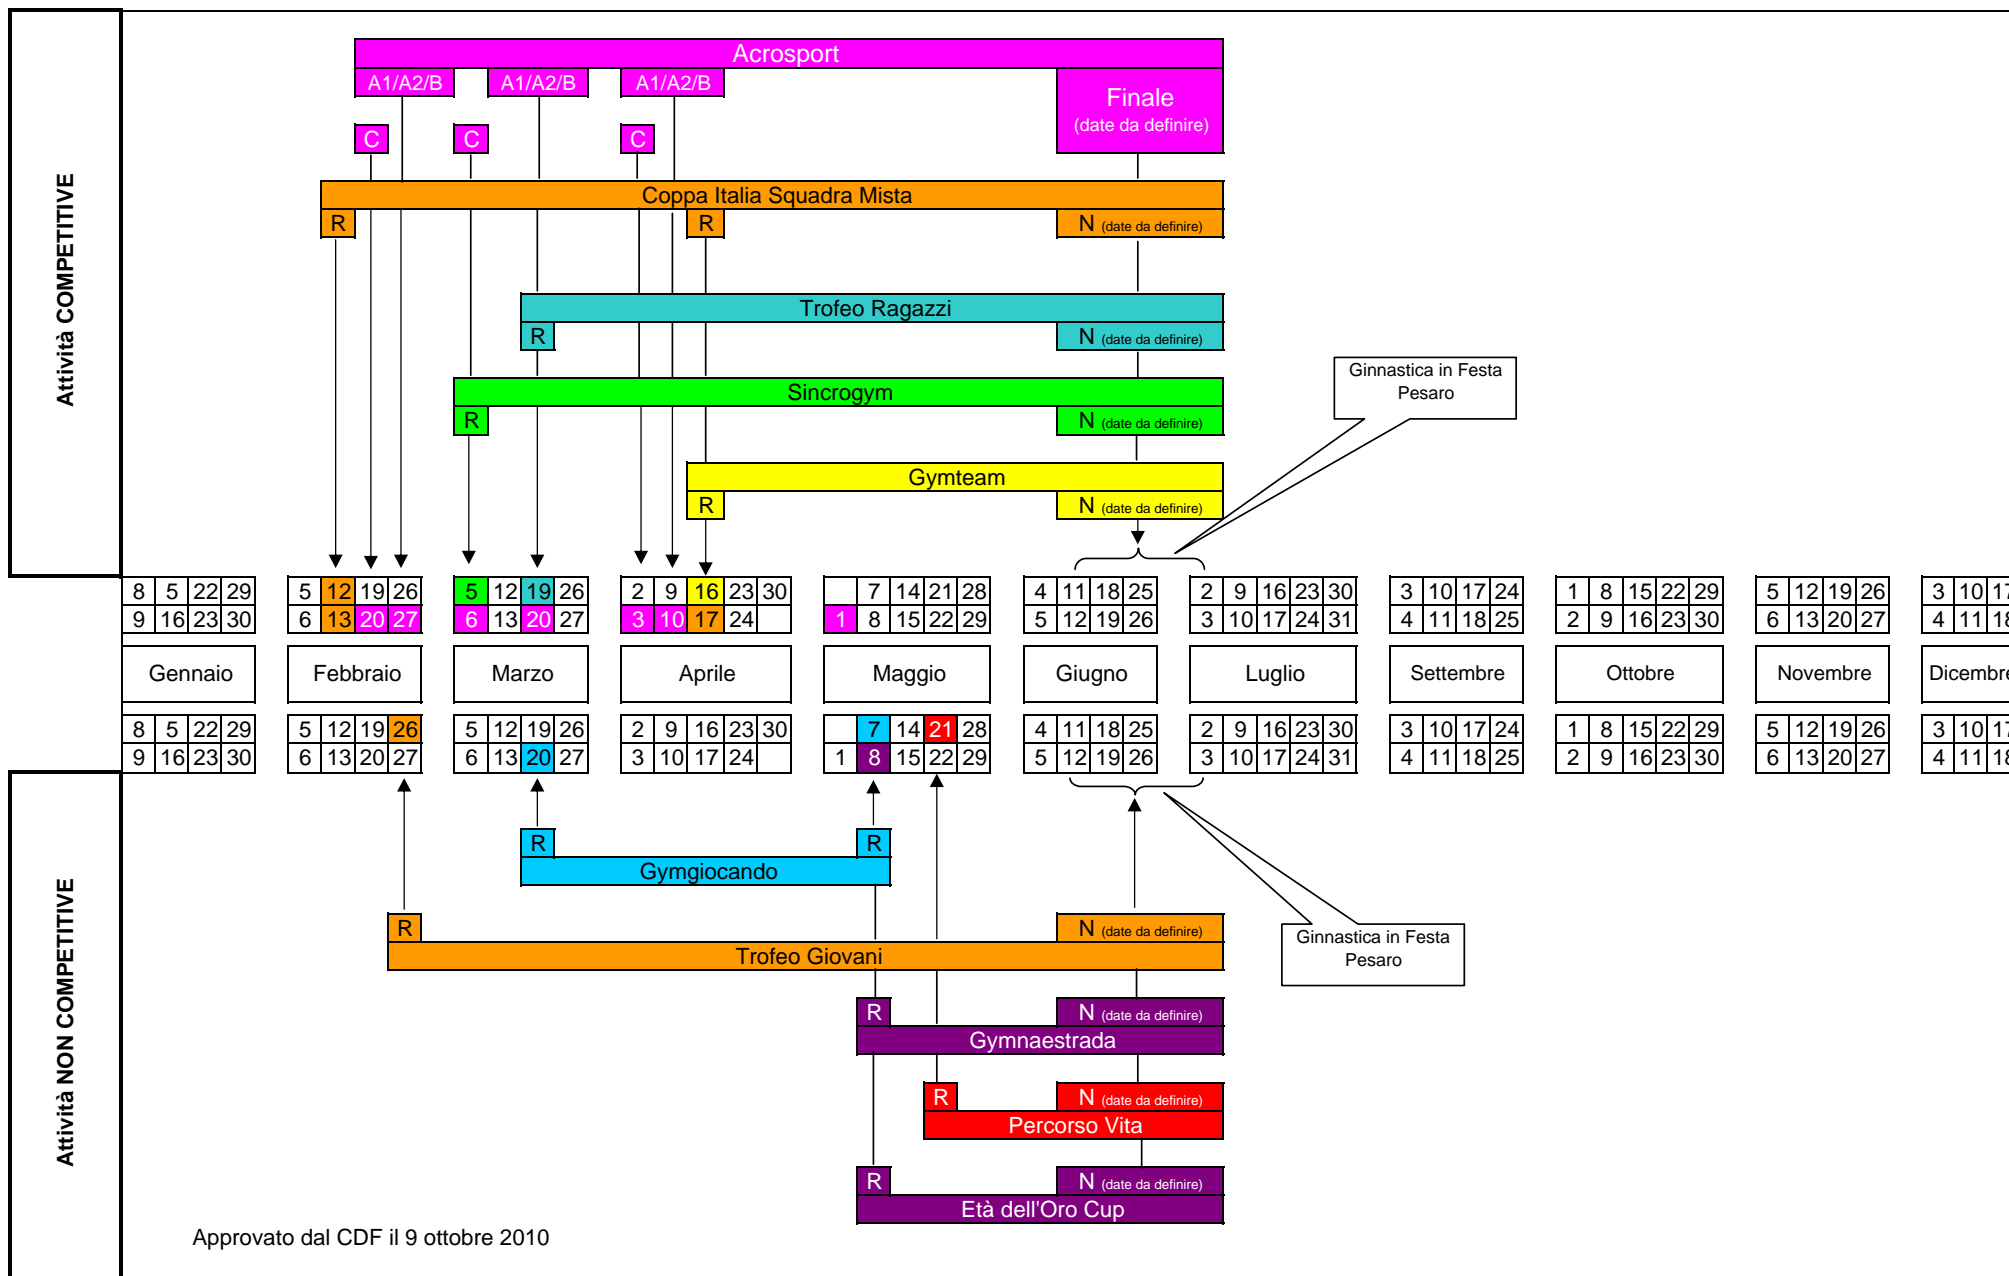 Attività COMPETITIVE
Acrosport
A1/A2/B A1/A2/B A1/A2/B
Finale
(date da definire)
C C C
Coppa Italia Squadra Mista
R R N (date da definire)
Trofeo Ragazzi
R N (date da definire)
Ginnastica in Festa
Pesaro
Sincrogym
R N (date da definire)
Gymteam
R N (date da definire)
8 5 22 29 5 12 19 26 5 12 19 26 2 9 16 23 30 7 14 21 28 4 11 18 25 2 9 16 23 30 3 10 17 24 1 8 15 22 29 5 12 19 26 3 10 17
9 16 23 30 6 13 20 27 6 13 20 27 3 10 17 24 1 8 15 22 29 5 12 19 26 3 10 17 24 31 4 11 18 25 2 9 16 23 30 6 13 20 27 4 11 18
Gennaio Febbraio Marzo Aprile Maggio Giugno Luglio Settembre Ottobre Novembre Dicembre
8 5 22 29 5 12 19 26 5 12 19 26 2 9 16 23 30 7 14 21 28 4 11 18 25 2 9 16 23 30 3 10 17 24 1 8 15 22 29 5 12 19 26 3 10 17
9 16 23 30 6 13 20 27 6 13 20 27 3 10 17 24 1 8 15 22 29 5 12 19 26 3 10 17 24 31 4 11 18 25 2 9 16 23 30 6 13 20 27 4 11 18
Attività NON COMPETITIVE
R R
Gymgiocando
R N (date da definire)
Trofeo Giovani
Ginnastica in Festa
Pesaro
R N (date da definire)
Gymnaestrada
R N (date da definire)
Percorso Vita
R N (date da definire)
Età dell'Oro Cup
Approvato dal CDF il 9 ottobre 2010